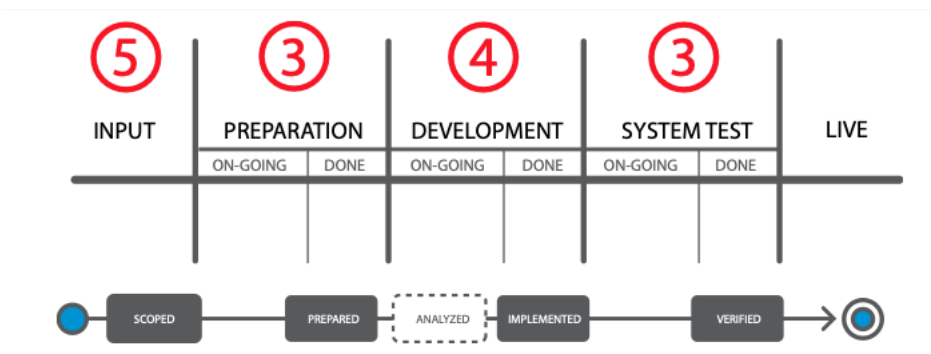 5 3 4 3
INPUT PREPARATION DEVELOPMENT SYSTEM TEST LIVE
ON-GOING DONE ON-GOING DONE ON-GOING DONE
SCOPED PREPARED ANALYZED IMPLEMENTED VERIFIED